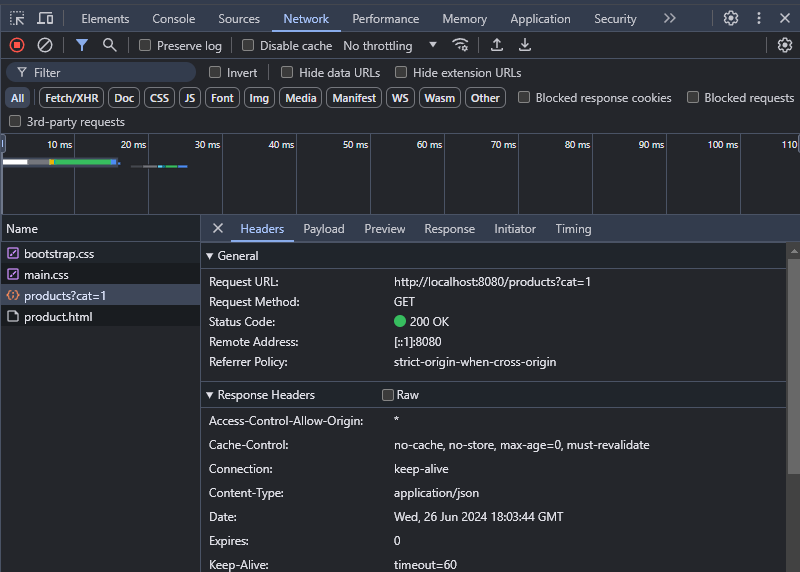 Elements Console Sources Network Performance Memory Application Security
Preserve log Disable cache No throttling
Filter Invert Hide data URLs Hide extension URLs
All Fetch/XHR Doc CSS JS Font Img Media Manifest WS Wasm Other Blocked response cookies Blocked requests
3rd-party requests
10 ms 20 ms 30 ms 40 ms 50 ms 60 ms 70 ms 80 ms 90 ms 100 ms 110
Name
bootstrap.css
main.css
products?cat=1
product.html
Headers Payload Preview Response Initiator Timing
General
Request URL: http://localhost:8080/products?cat=1
Request Method: GET
Status Code: 200 OK
Remote Address: [::1]:8080
Referrer Policy: strict-origin-when-cross-origin
Response Headers Raw
Access-Control-Allow-Origin: *
Cache-Control: no-cache, no-store, max-age=0, must-revalidate
Connection: keep-alive
Content-Type: application/json
Date: Wed, 26 Jun 2024 18:03:44 GMT
Expires: 0
Keep-Alive: timeout=60